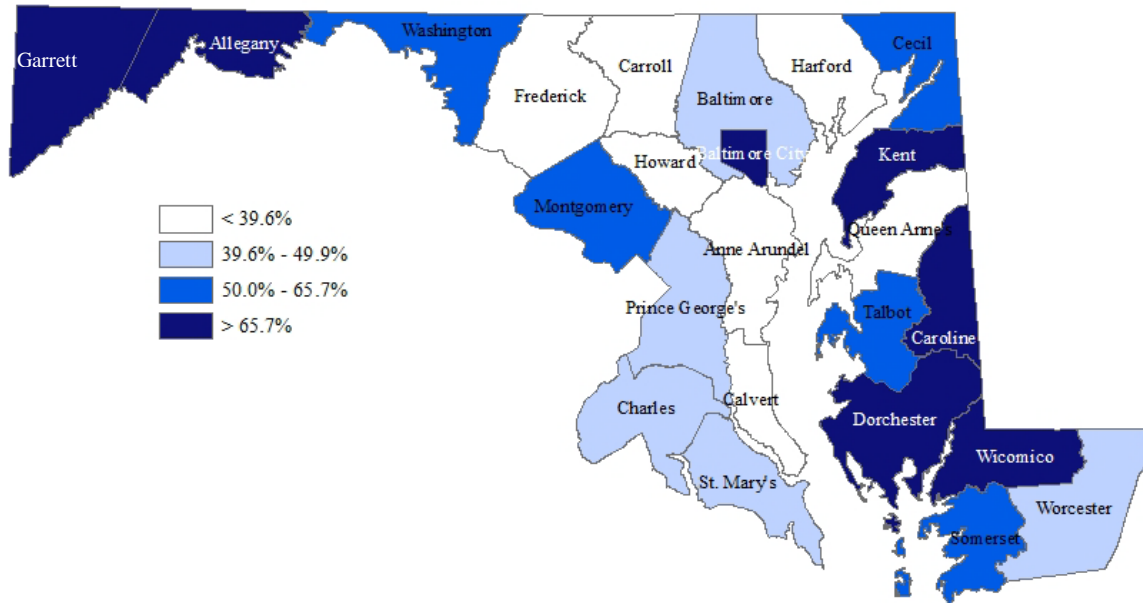 Washington
Cecil
Allegany
Garrett
Carroll
Harford
Frederick
Baltimore
Baltimore City
Kent
Howard
Montgomery
Queen Anne's
Anne Arundel
< 39.6%
39.6% - 49.9%
50.0% - 65.7%
> 65.7%
Prince George's
Talbot
Caroline
Calvert
Charles
Dorchester
Wicomico
St. Mary's
Worcester
Somerset